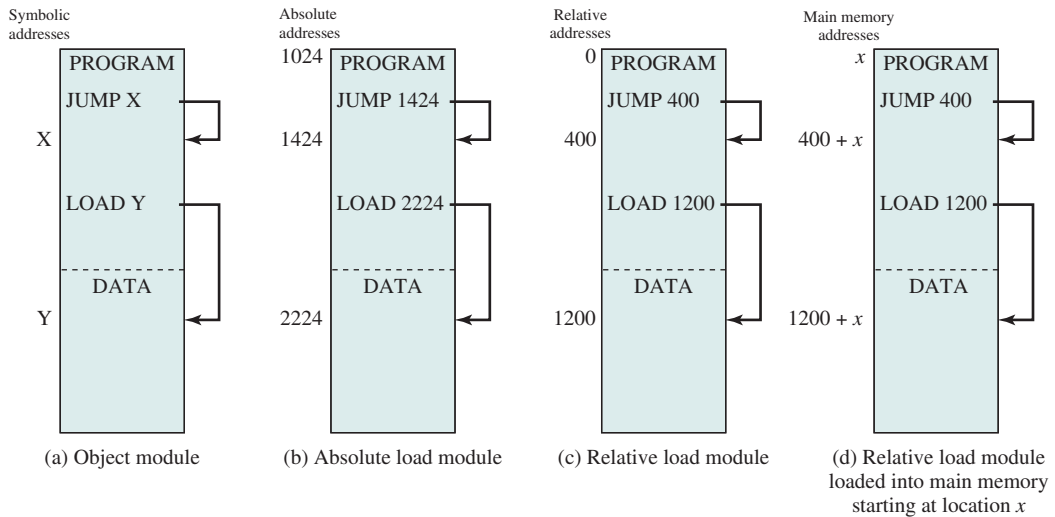 Symbolic
addresses
PROGRAM
JUMP X
X
LOAD Y
DATA
Y
(a) Object module
Absolute
addresses
1024
PROGRAM
JUMP 1424
1424
LOAD 2224
DATA
2224
(b) Absolute load module
Relative
addresses
0
PROGRAM
JUMP 400
400
LOAD 1200
DATA
1200
(c) Relative load module
Main memory
addresses
x
PROGRAM
JUMP 400
400 + x
LOAD 1200
DATA
1200 + x
(d) Relative load module
loaded into main memory
starting at location x